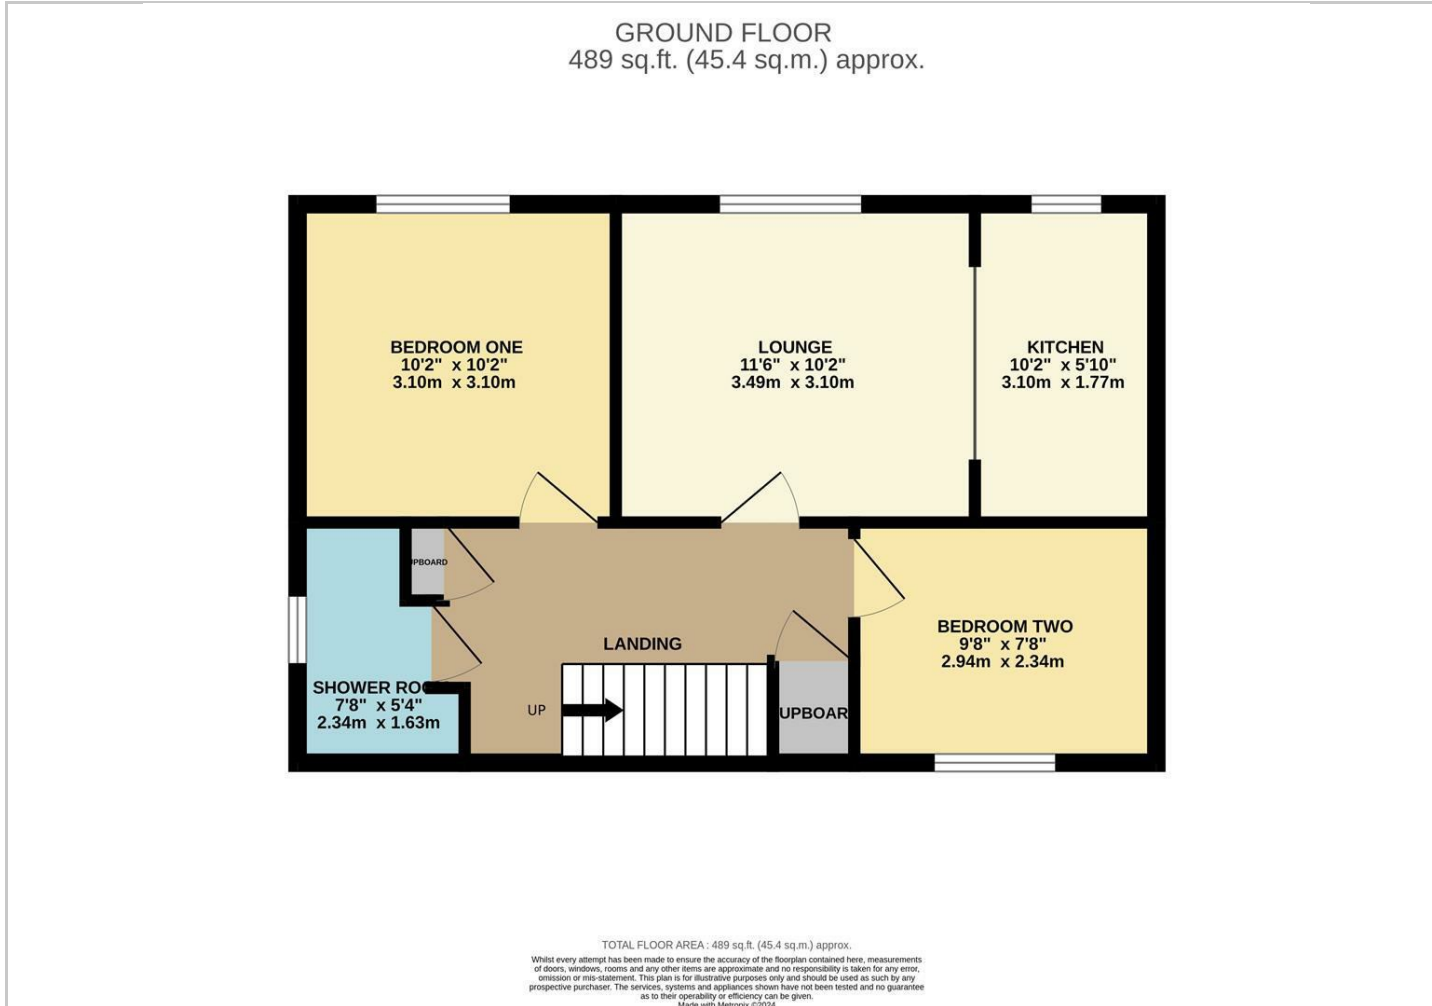 GROUND FLOOR
489 sq.ft. (45.4 sq.m.) approx.
BEDROOM ONE
10'2" x 10'2"
3.10m x 3.10m
LOUNGE
11'6" x 10'2"
3.49m x 3.10m
KITCHEN
10'2" x 5'10"
3.10m x 1.77m
UPBOARD
LANDING
BEDROOM TWO
9'8" x 7'8"
2.94m x 2.34m
SHOWER ROO
7'8" x 5'4"
2.34m x 1.63m
UP
UPBOAR
TOTAL FLOOR AREA : 489 sq.ft. (45.4 sq.m.) approx.
Whilst every attempt has been made to ensure the accuracy of the floorplan contained here, measurements
of doors, windows, rooms and any other items are approximate and no responsibility is taken for any error,
omission or mis-statement. This plan is for illustrative purposes only and should be used as such by any
prospective purchaser. The services, systems and appliances shown have not been tested and no guarantee
as to their operability or efficiency can be given.
Made with Metropix ©2024